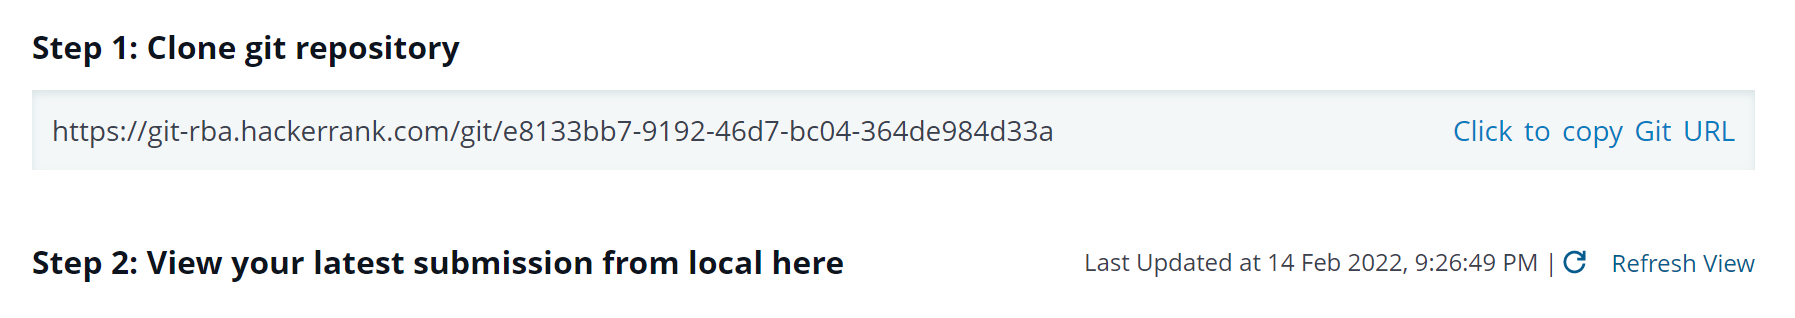 Step 1: Clone git repository
https://git-rba.hackerrank.com/git/e8133bb7-9192-46d7-bc04-364de984d33a Click to copy Git URL
Step 2: View your latest submission from local here Last Updated at 14 Feb 2022, 9:26:49 PM | Refresh View